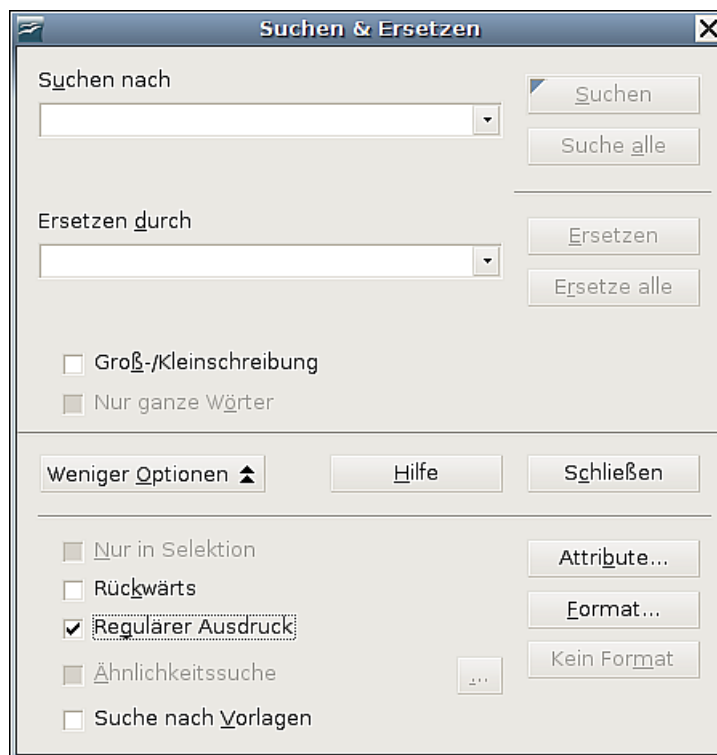 Suchen & Ersetzen
Suchen nach
Suchen
Suche alle
Ersetzen durch
Ersetzen
Ersetze alle
Groß-/Kleinschreibung
Nur ganze Wörter
Weniger Optionen
Hilfe
Schließen
Nur in Selektion
Attribute...
Rückwärts
Format...
Regulärer Ausdruck
Kein Format
Ähnlichkeitssuche
...
Suche nach Vorlagen